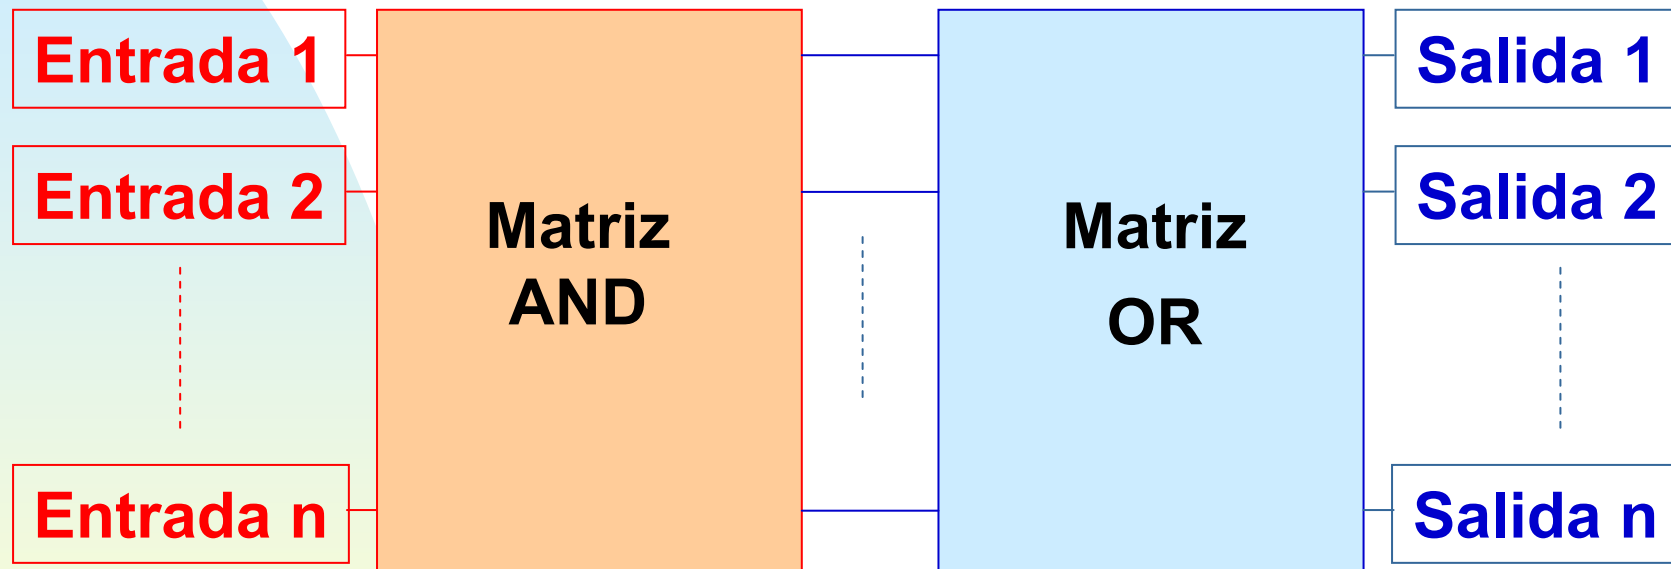 Entrada 1
Entrada 2
Entrada n
Matriz
AND
Matriz
OR
Salida 1
Salida 2
Salida n